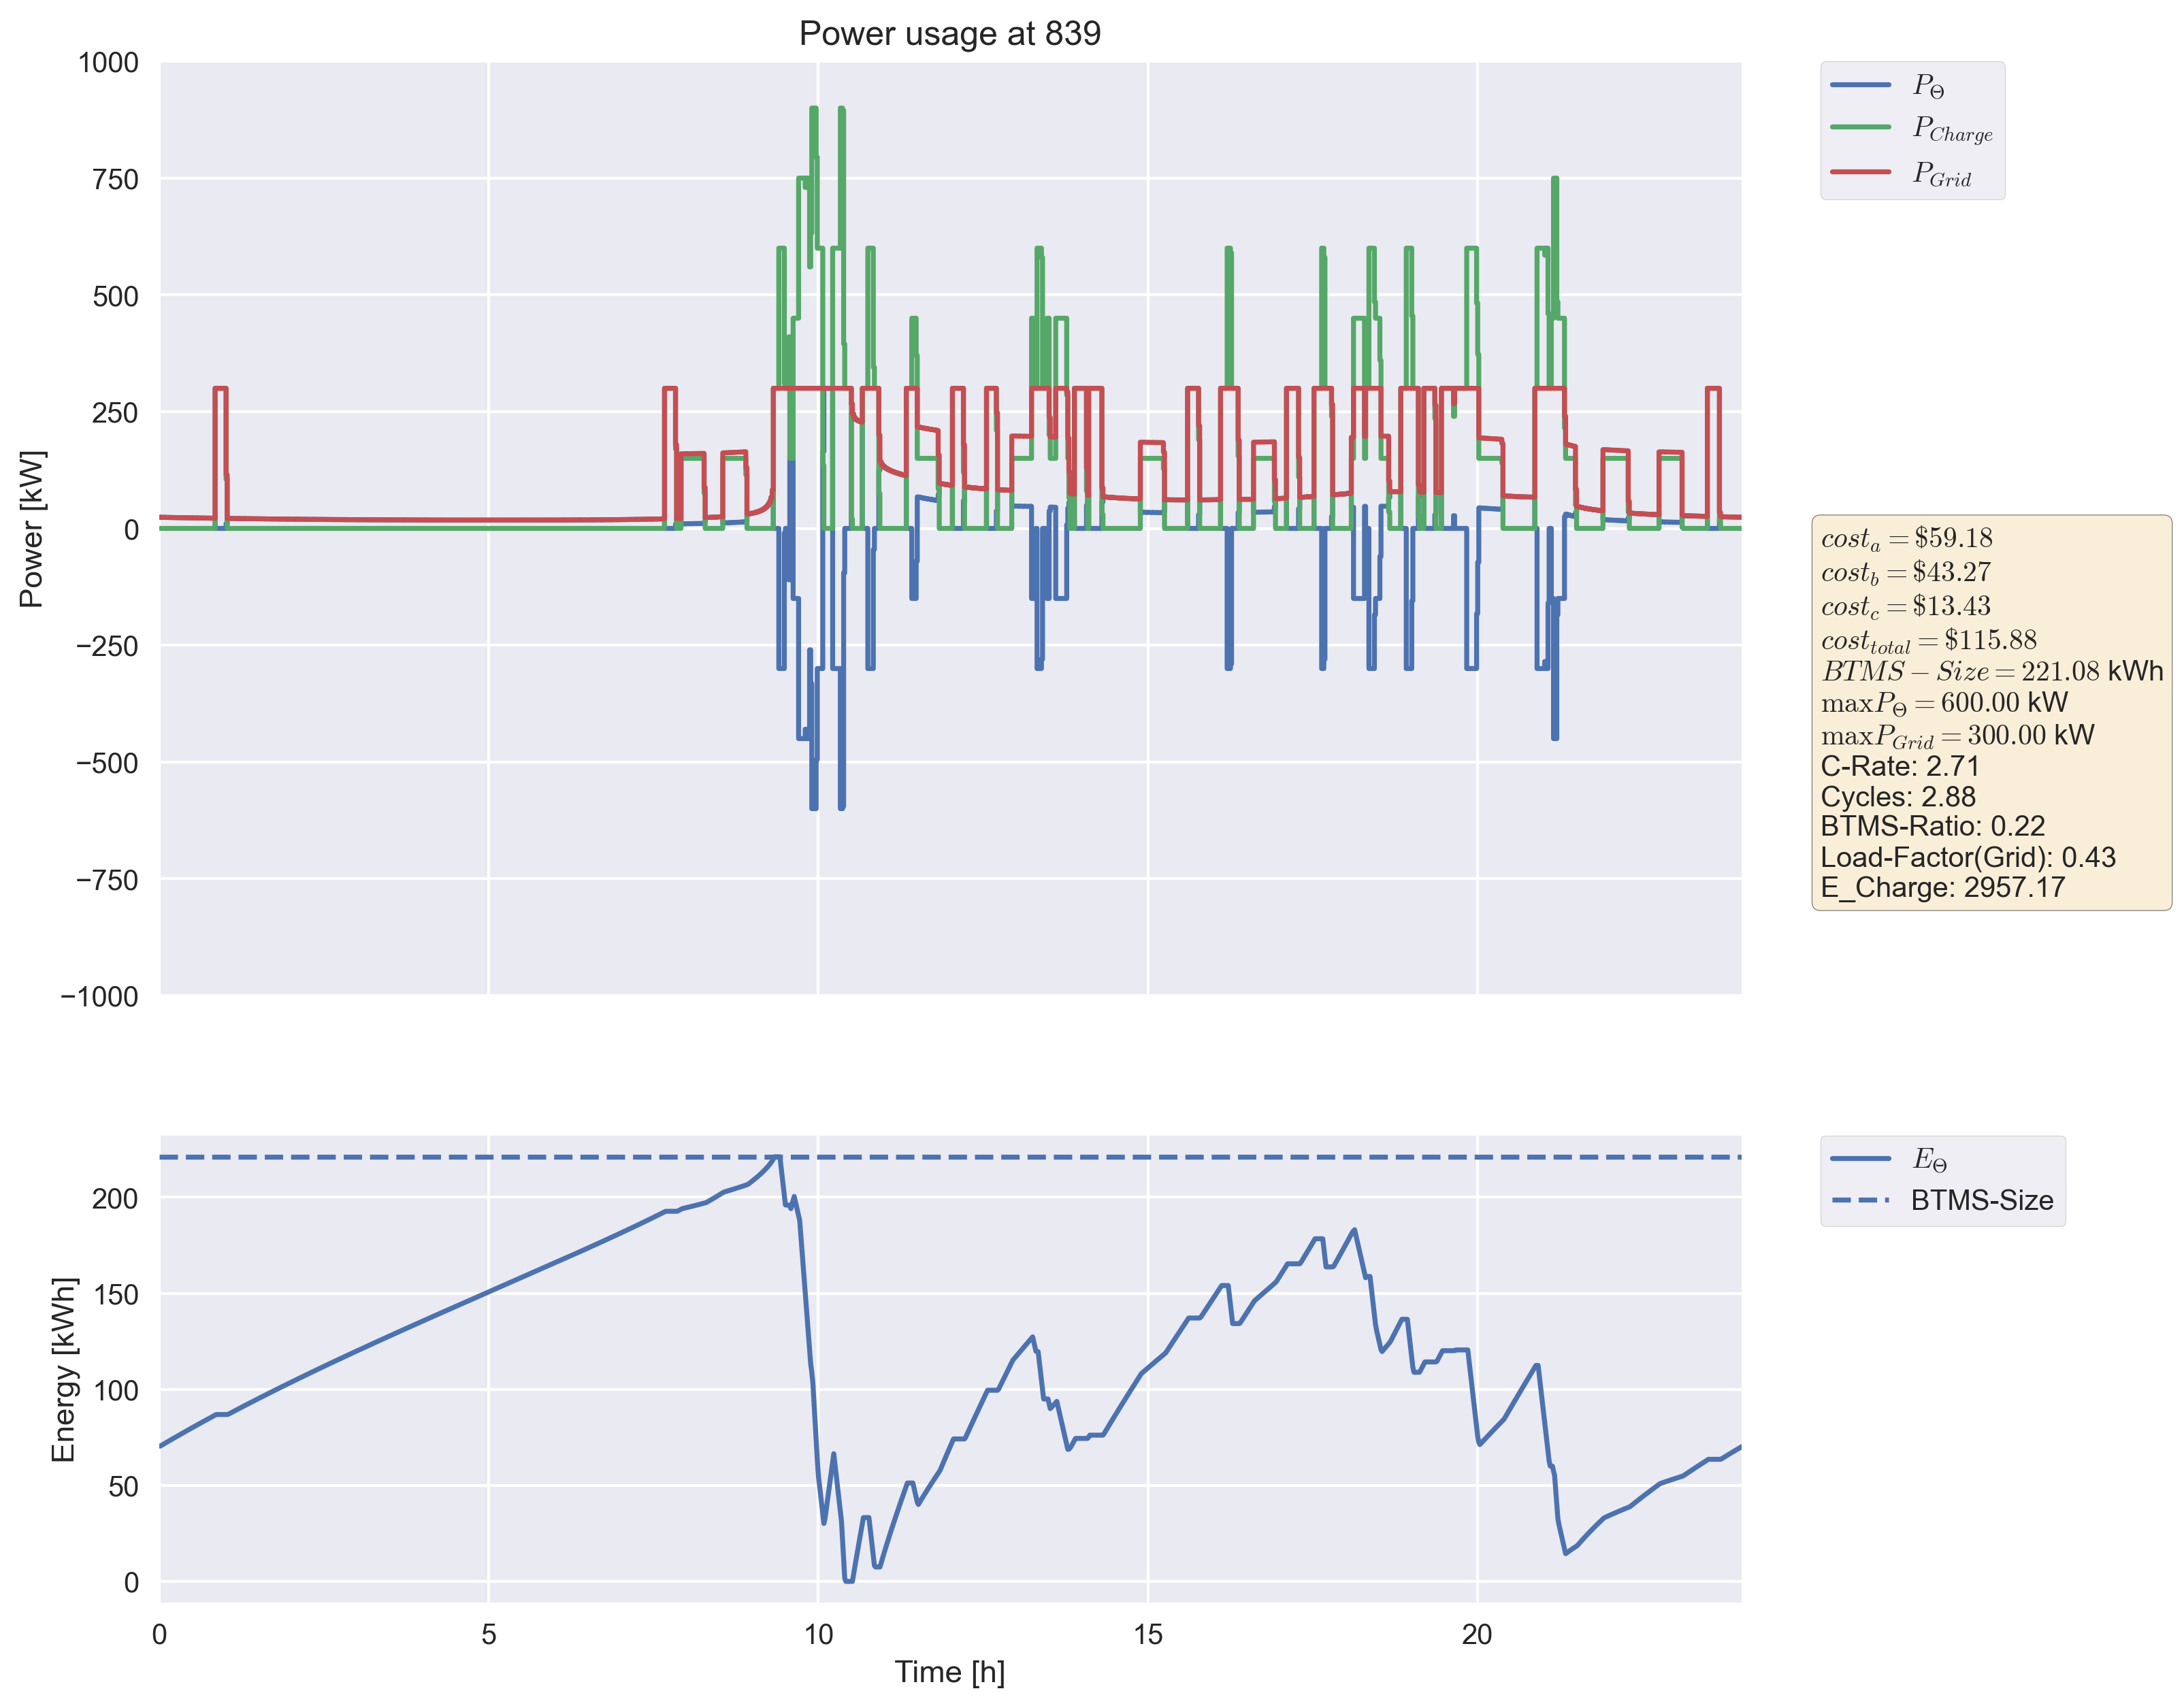 Power usage at 839
1000
750
500
250
0
−250
−500
−750
−1000
Power [kW]
P_Θ
P_Charge
P_Grid
cost_a = $59.18
cost_b = $43.27
cost_c = $13.43
cost_total = $115.88
BTMS − Size = 221.08 kWh
max P_Θ = 600.00 kW
max P_Grid = 300.00 kW
C-Rate: 2.71
Cycles: 2.88
BTMS-Ratio: 0.22
Load-Factor(Grid): 0.43
E_Charge: 2957.17
200
150
100
50
0
Energy [kWh]
E_Θ
BTMS-Size
0 5 10 15 20
Time [h]